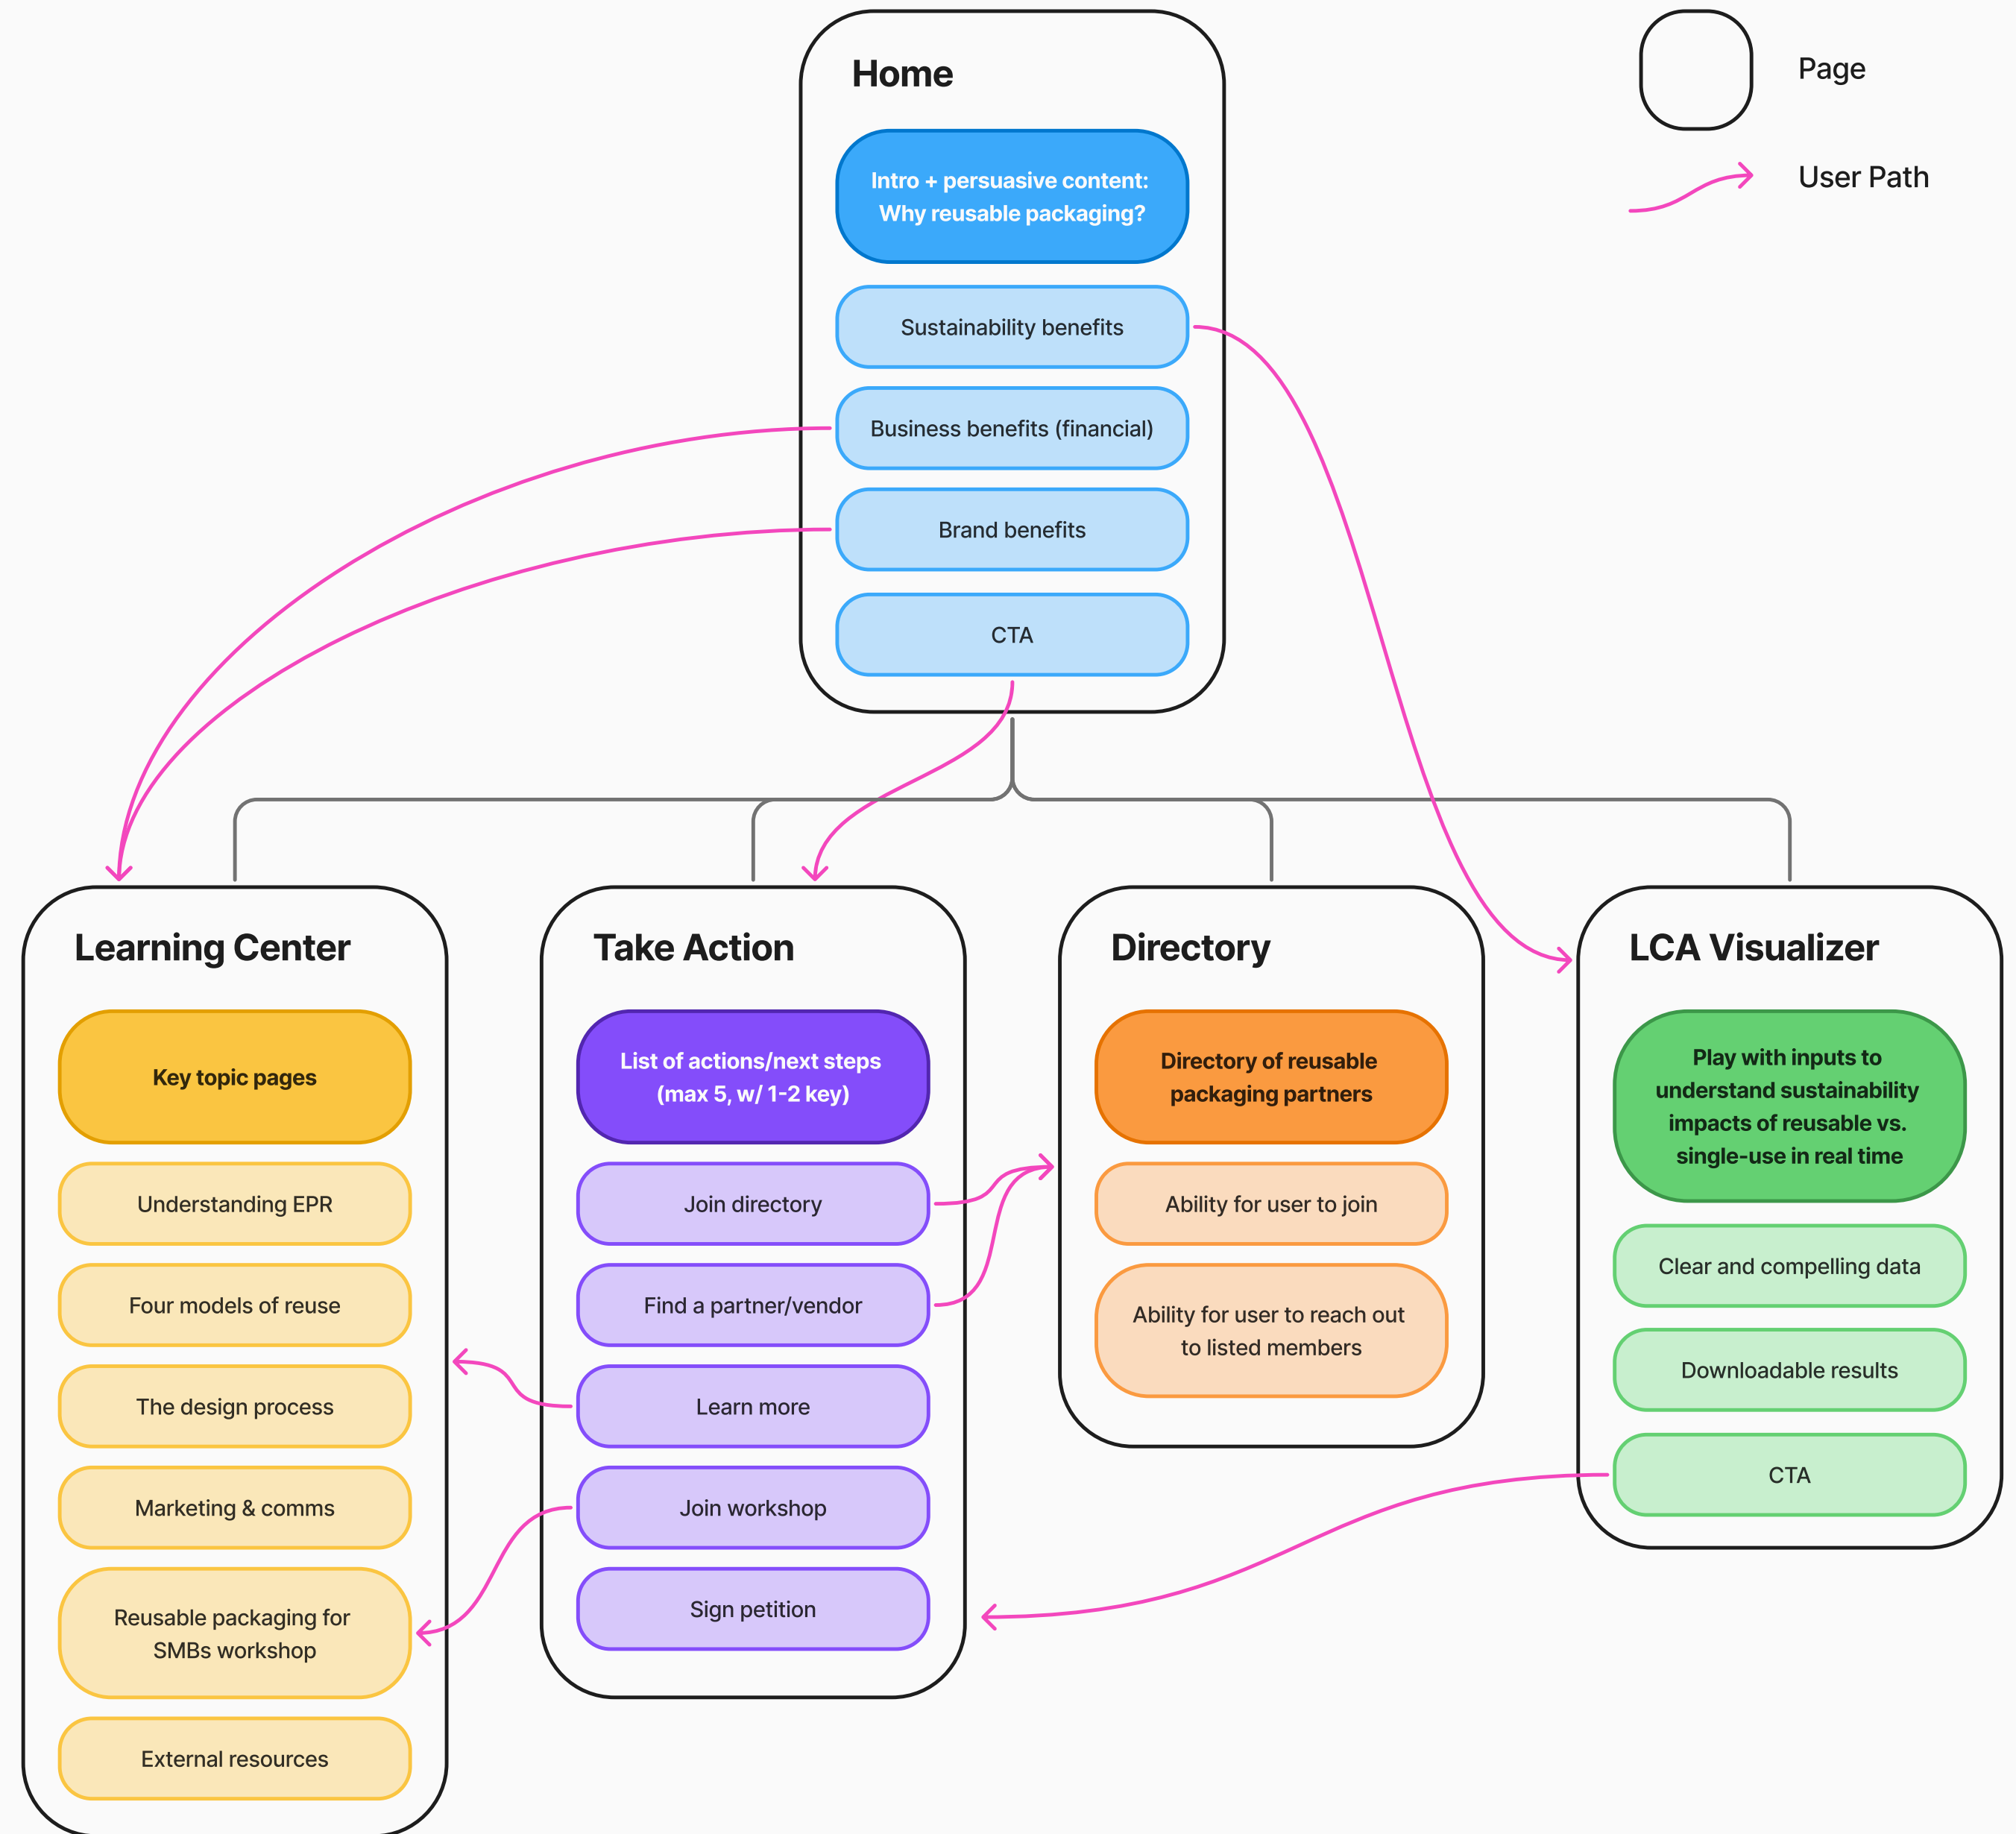 Home
Intro + persuasive content:
Why reusable packaging?
Sustainability benefits
Business benefits (financial)
Brand benefits
CTA
Page
User Path
Learning Center
Key topic pages
Understanding EPR
Four models of reuse
The design process
Marketing & comms
Reusable packaging for
SMBs workshop
External resources
Take Action
List of actions/next steps
(max 5, w/ 1-2 key)
Join directory
Find a partner/vendor
Learn more
Join workshop
Sign petition
Directory
Directory of reusable
packaging partners
Ability for user to join
Ability for user to reach out
to listed members
LCA Visualizer
Play with inputs to
understand sustainability
impacts of reusable vs.
single-use in real time
Clear and compelling data
Downloadable results
CTA